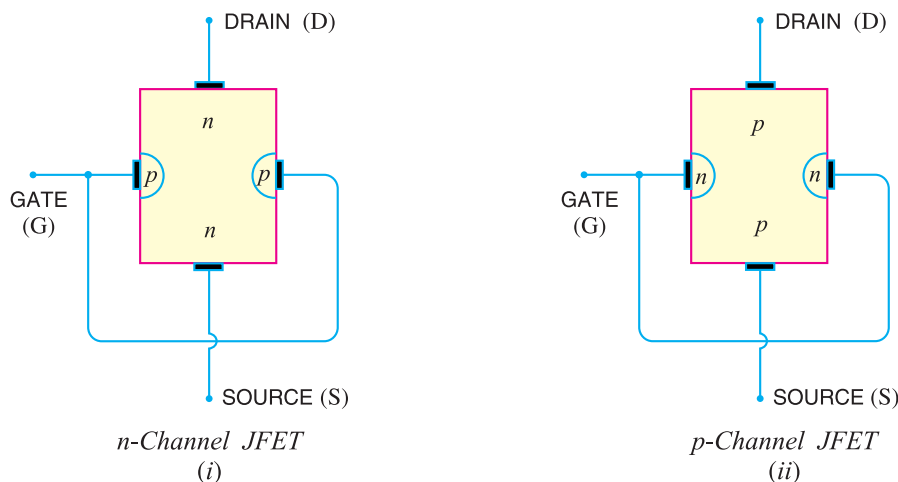 DRAIN (D)
n
p
p
GATE
(G)
n
SOURCE (S)
n-Channel JFET
(i)
DRAIN (D)
p
n
n
GATE
(G)
p
SOURCE (S)
p-Channel JFET
(ii)